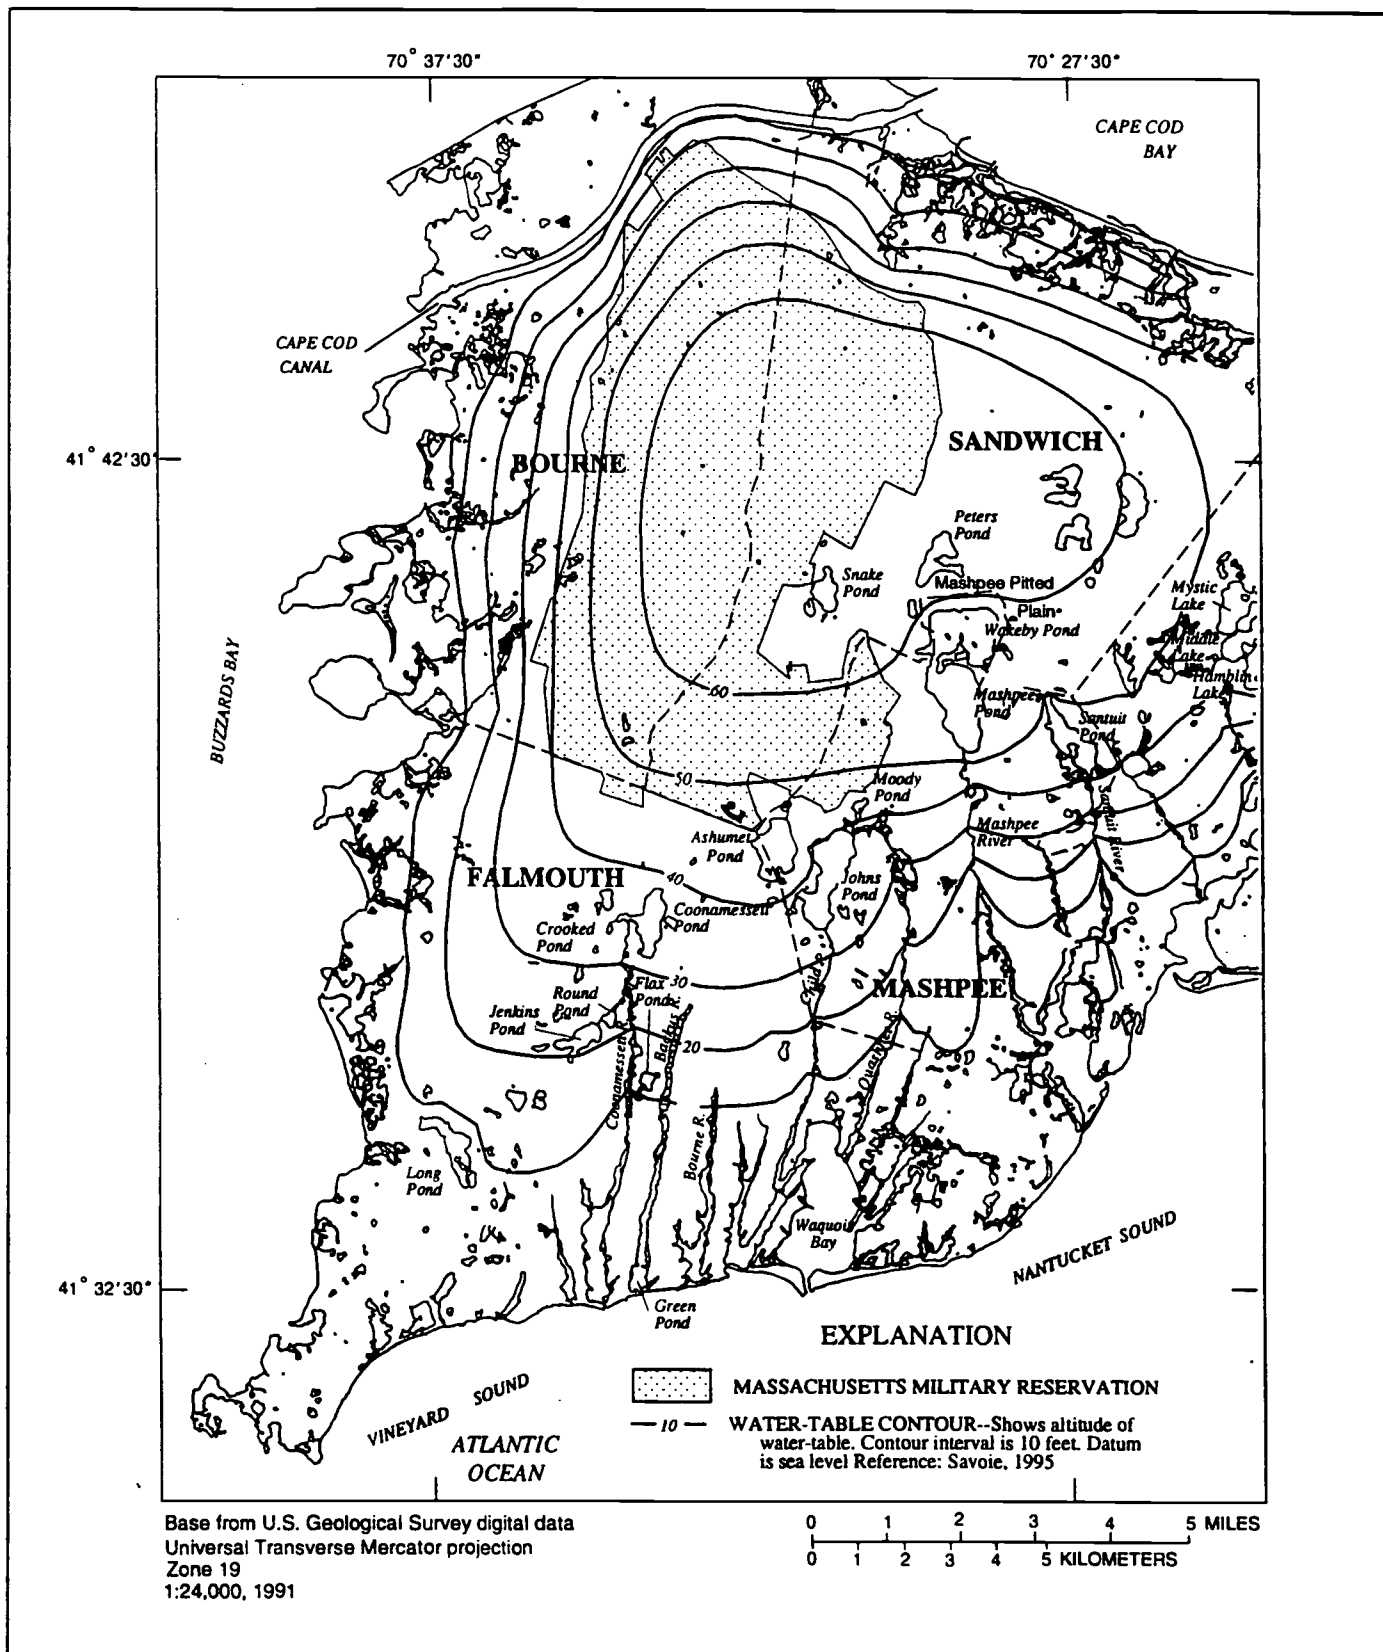 70° 37'30"
70° 27'30"
CAPE COD
BAY
CAPE COD
CANAL
41° 42'30"
BOURNE
SANDWICH
Peters
Pond
Snake
Pond
Mashpee Pitted
Plain
Wakeby Pond
Mystic
Lake
Middle
Lake
Hamblin
Lake
BUZZARDS BAY
60
Mashpee
Pond
Santuit
Pond
50
Moody
Pond
Santuit River
Mashpee
River
Ashumet
Pond
FALMOUTH
40
Johns
Pond
Coonamessett
Pond
Crooked
Pond
30
Flax
Pond
Round
Pond
Jenkins
Pond
Childs R.
MASHPEE
Coonamessett R.
Backus R.
20
Quashnet R.
Bourne R.
Long
Pond
Waquoit
Bay
NANTUCKET SOUND
41° 32'30"
Green
Pond
EXPLANATION
VINEYARD SOUND
ATLANTIC
OCEAN
MASSACHUSETTS MILITARY RESERVATION
10 WATER-TABLE CONTOUR--Shows altitude of
water-table. Contour interval is 10 feet. Datum
is sea level Reference: Savoie, 1995
Base from U.S. Geological Survey digital data
Universal Transverse Mercator projection
Zone 19
1:24,000, 1991
0 1 2 3 4 5 MILES
0 1 2 3 4 5 KILOMETERS